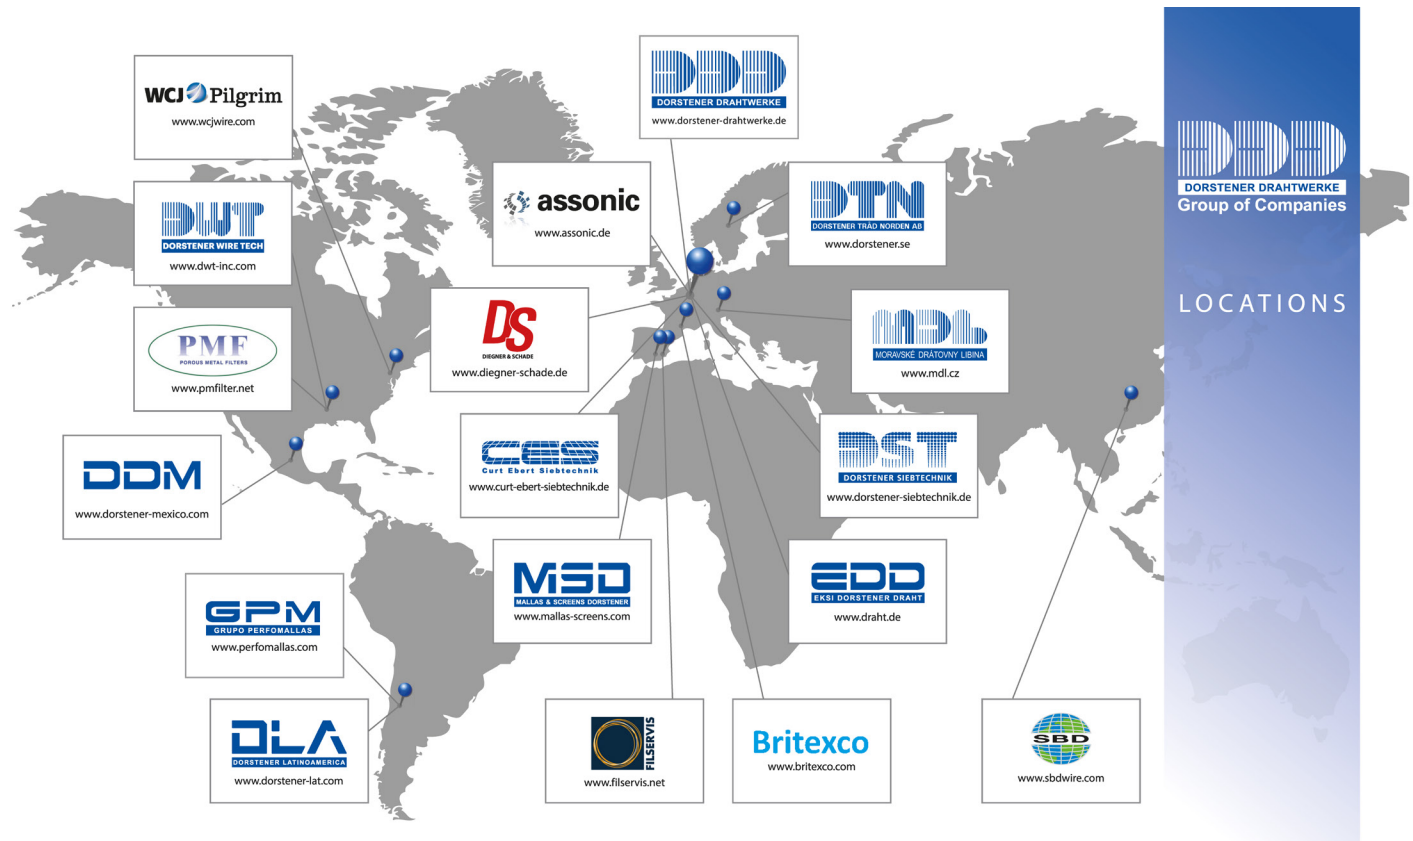 WCJ Pilgrim
www.wcjwire.com
DDD
DORSTENER DRAHTWERKE
www.dorstener-drahtwerke.de
DDD
DORSTENER DRAHTWERKE
Group of Companies
LOCATIONS
DWT
DORSTENER WIRE TECH
www.dwt-inc.com
assonic
www.assonic.de
DTN
DORSTENER TRÅD NORDEN AB
www.dorstener.se
PMF
POROUS METAL FILTERS
www.pmfilter.net
DS
DIEGNER & SCHADE
www.diegner-schade.de
MDL
MORAVSKÉ DRÁTOVNY LIBINA
www.mdl.cz
DDM
www.dorstener-mexico.com
CES
Curt Ebert Siebtechnik
www.curt-ebert-siebtechnik.de
DST
DORSTENER SIEBTECHNIK
www.dorstener-siebtechnik.de
GPM
GRUPO PERFOMALLAS
www.perfomallas.com
MSD
MALLAS & SCREENS DORSTENER
www.mallas-screens.com
EDD
EKSI DORSTENER DRAHT
www.draht.de
DLA
DORSTENER LATINOAMERICA
www.dorstener-lat.com
FILSERVIS
www.filservis.net
Britexco
www.britexco.com
SBD
www.sbdwire.com